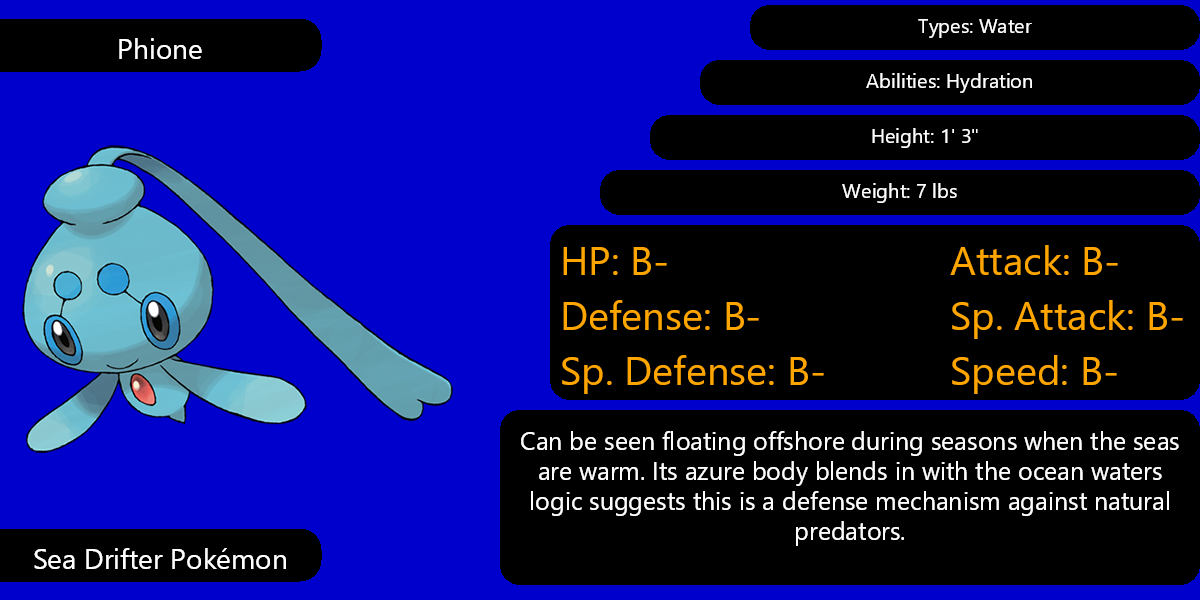 Phione
Types: Water
Abilities: Hydration
Height: 1' 3"
Weight: 7 lbs
HP: B-
Attack: B-
Defense: B-
Sp. Attack: B-
Sp. Defense: B-
Speed: B-
Can be seen floating offshore during seasons when the seas
are warm. Its azure body blends in with the ocean waters
logic suggests this is a defense mechanism against natural
predators.
Sea Drifter Pokémon